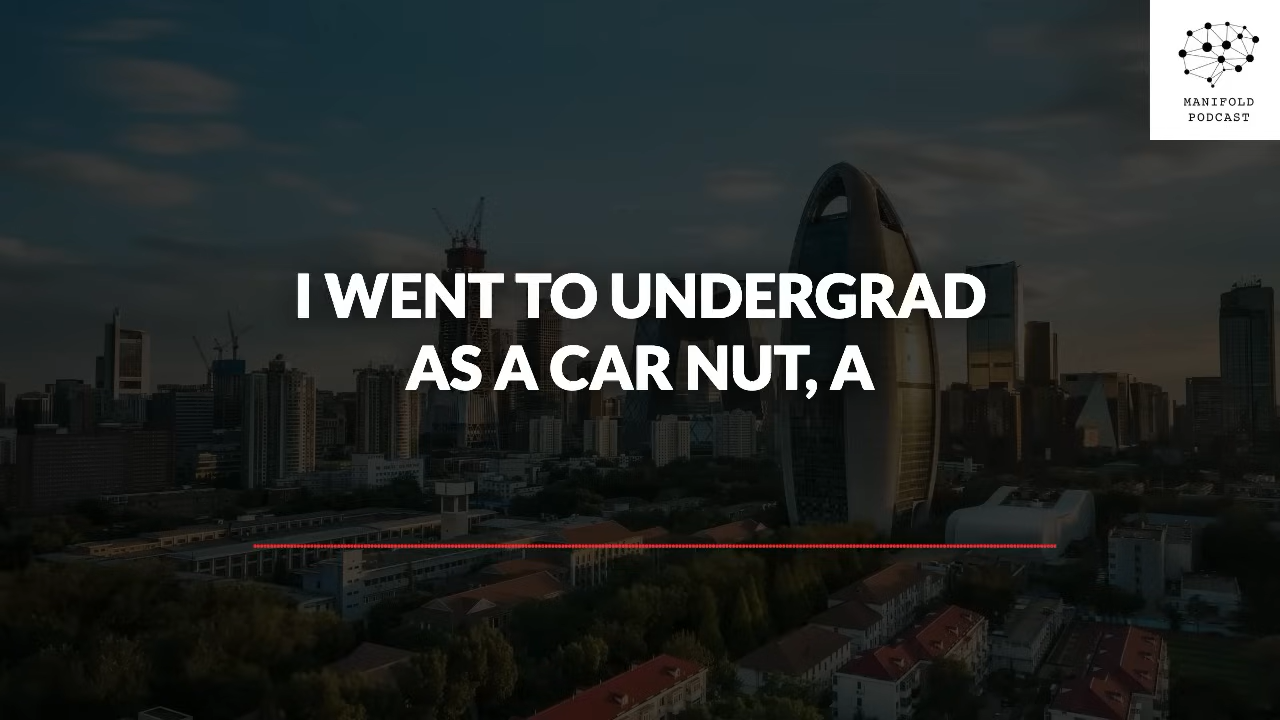 MANIFOLD
PODCAST
I WENT TO UNDERGRAD
AS A CAR NUT, A